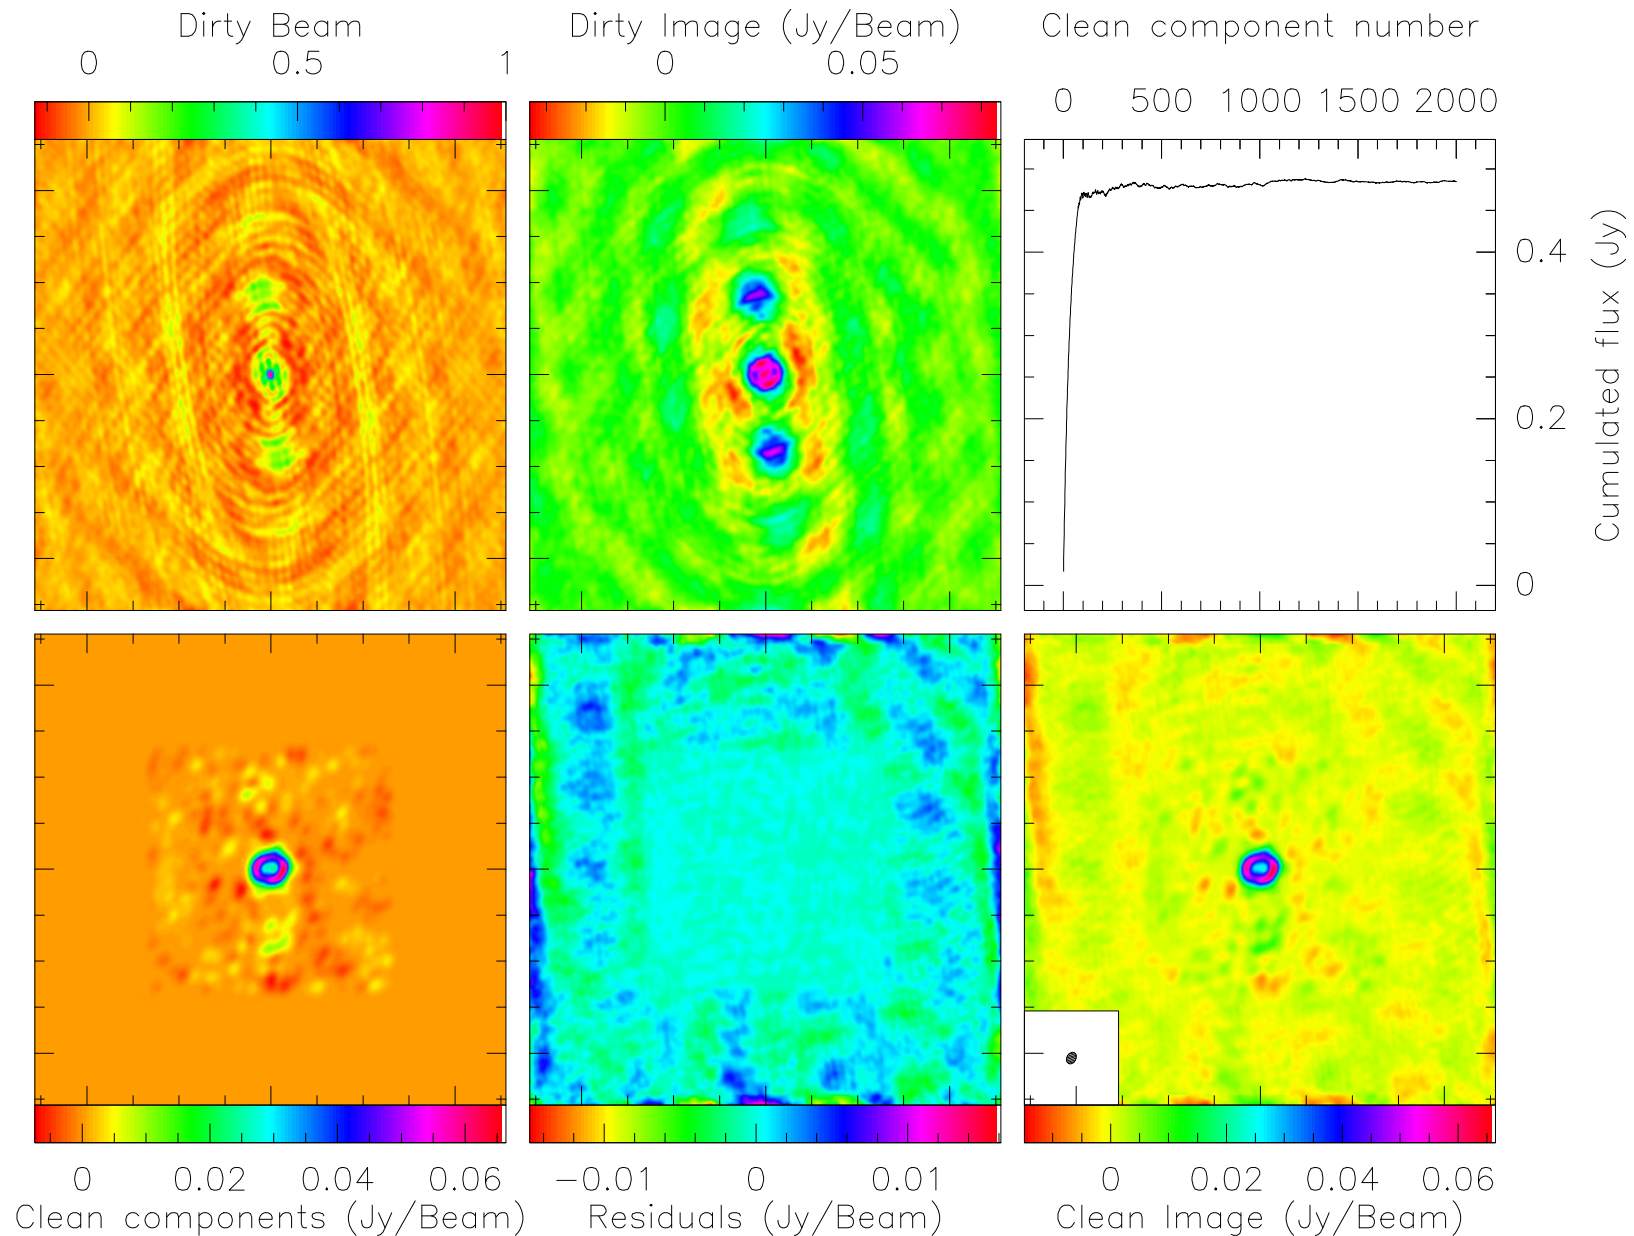 Dirty Beam
0 0.5 1
Dirty Image (Jy/Beam)
0 0.05
Clean component number
0 500 1000 1500 2000
0.4
0.2
0
Cumulated flux (Jy)
0 0.02 0.04 0.06
Clean components (Jy/Beam)
−0.01 0 0.01
Residuals (Jy/Beam)
0 0.02 0.04 0.06
Clean Image (Jy/Beam)